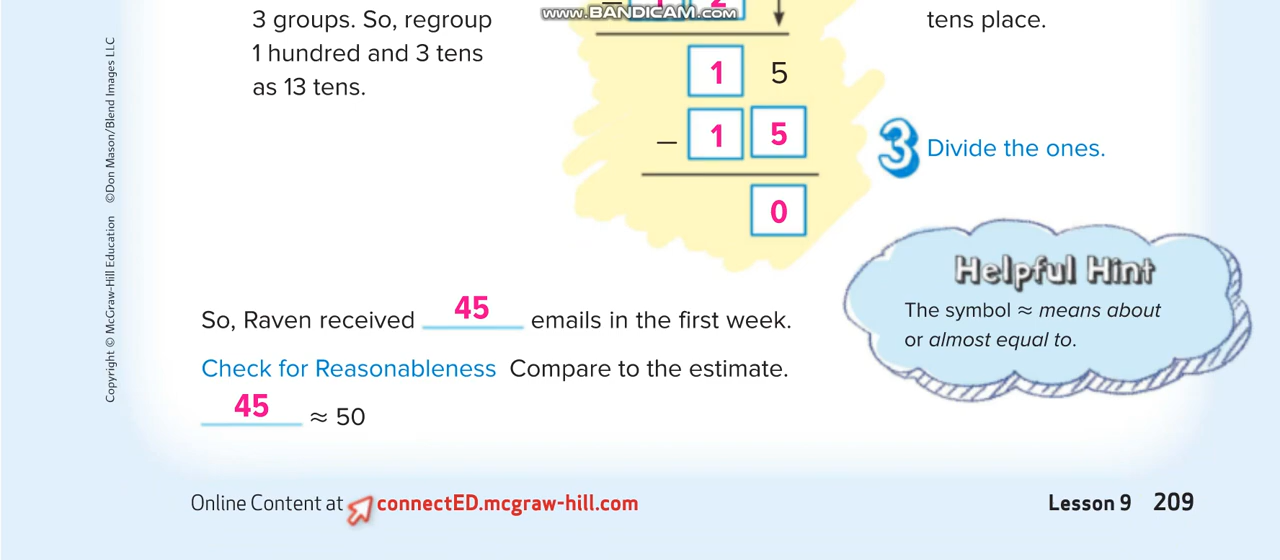 www.BANDICAM.com
3 groups. So, regroup
1 hundred and 3 tens
as 13 tens.
– 1 2
tens place.
1 5
– 1 5
0
3 Divide the ones.
Helpful Hint
The symbol ≈ means about
or almost equal to.
So, Raven received 45 emails in the first week.
Check for Reasonableness Compare to the estimate.
45 ≈ 50
Copyright © McGraw-Hill Education ©Don Mason/Blend Images LLC
Online Content at connectED.mcgraw-hill.com
Lesson 9 209